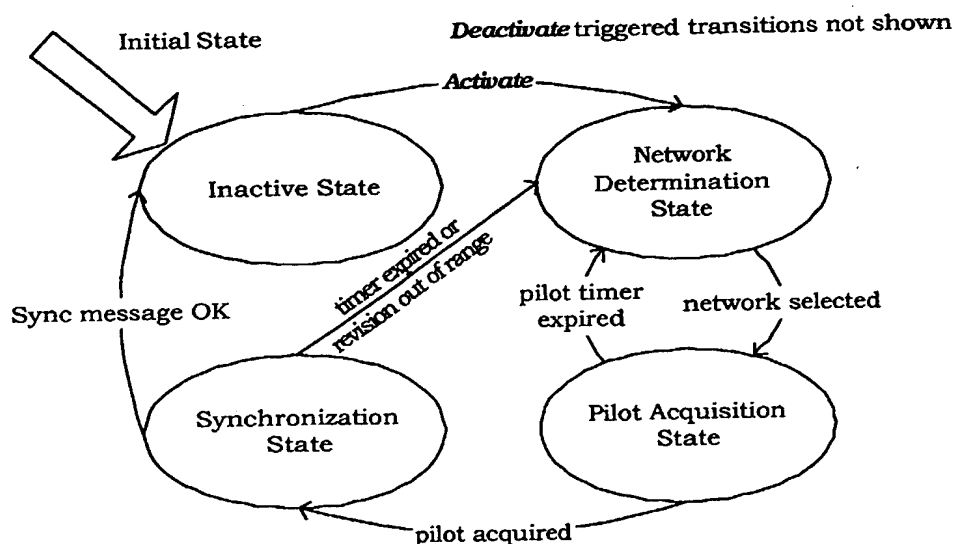 Initial State
Deactivate triggered transitions not shown
Activate
Inactive State
Network
Determination
State
timer expired or
revision out of range
pilot timer
expired
network selected
Sync message OK
Synchronization
State
Pilot Acquisition
State
pilot acquired